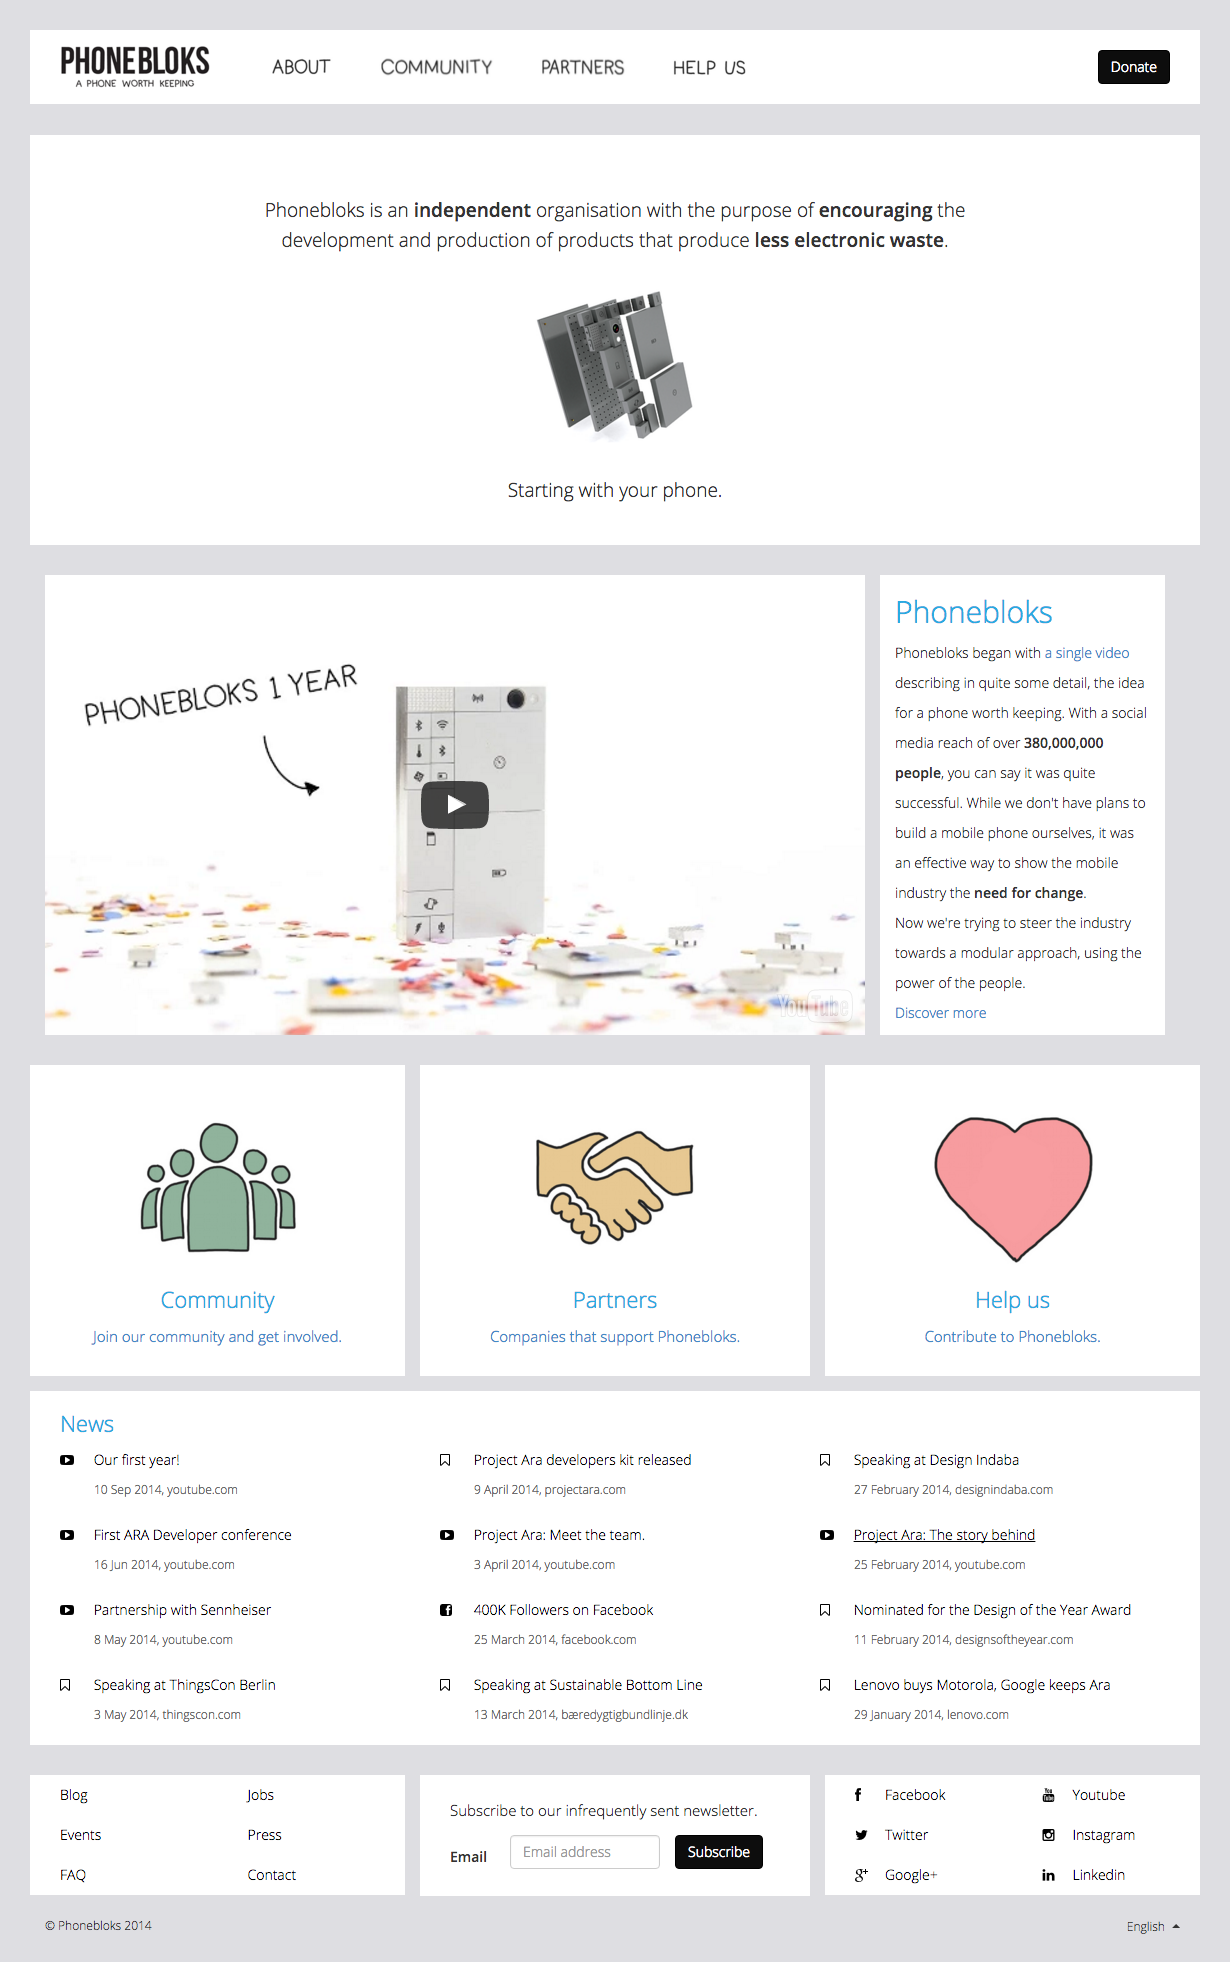 PHONEBLOKS
A PHONE WORTH KEEPING
ABOUT
COMMUNITY
PARTNERS
HELP US
Donate
Phonebloks is an independent organisation with the purpose of encouraging the
development and production of products that produce less electronic waste.
Starting with your phone.
PHONEBLOKS 1 YEAR
YouTube
Phonebloks
Phonebloks began with a single video
describing in quite some detail, the idea
for a phone worth keeping. With a social
media reach of over 380,000,000
people, you can say it was quite
successful. While we don't have plans to
build a mobile phone ourselves, it was
an effective way to show the mobile
industry the need for change.
Now we're trying to steer the industry
towards a modular approach, using the
power of the people.
Discover more
Community
Join our community and get involved.
Partners
Companies that support Phonebloks.
Help us
Contribute to Phonebloks.
News
Our first year!
10 Sep 2014, youtube.com
First ARA Developer conference
16 Jun 2014, youtube.com
Partnership with Sennheiser
8 May 2014, youtube.com
Speaking at ThingsCon Berlin
3 May 2014, thingscon.com
Project Ara developers kit released
9 April 2014, projectara.com
Project Ara: Meet the team.
3 April 2014, youtube.com
400K Followers on Facebook
25 March 2014, facebook.com
Speaking at Sustainable Bottom Line
13 March 2014, bæredygtigbundlinje.dk
Speaking at Design Indaba
27 February 2014, designindaba.com
Project Ara: The story behind
25 February 2014, youtube.com
Nominated for the Design of the Year Award
11 February 2014, designsoftheyear.com
Lenovo buys Motorola, Google keeps Ara
29 January 2014, lenovo.com
Blog
Events
FAQ
Jobs
Press
Contact
Subscribe to our infrequently sent newsletter.
Email
Email address
Subscribe
Facebook
Twitter
Google+
Youtube
Instagram
Linkedin
© Phonebloks 2014
English